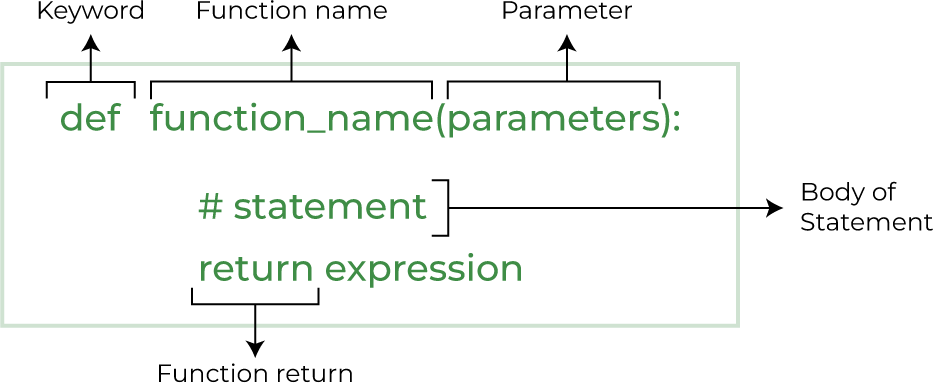 Keyword Function name Parameter
def function_name(parameters):
# statement
Body of
Statement
return expression
Function return